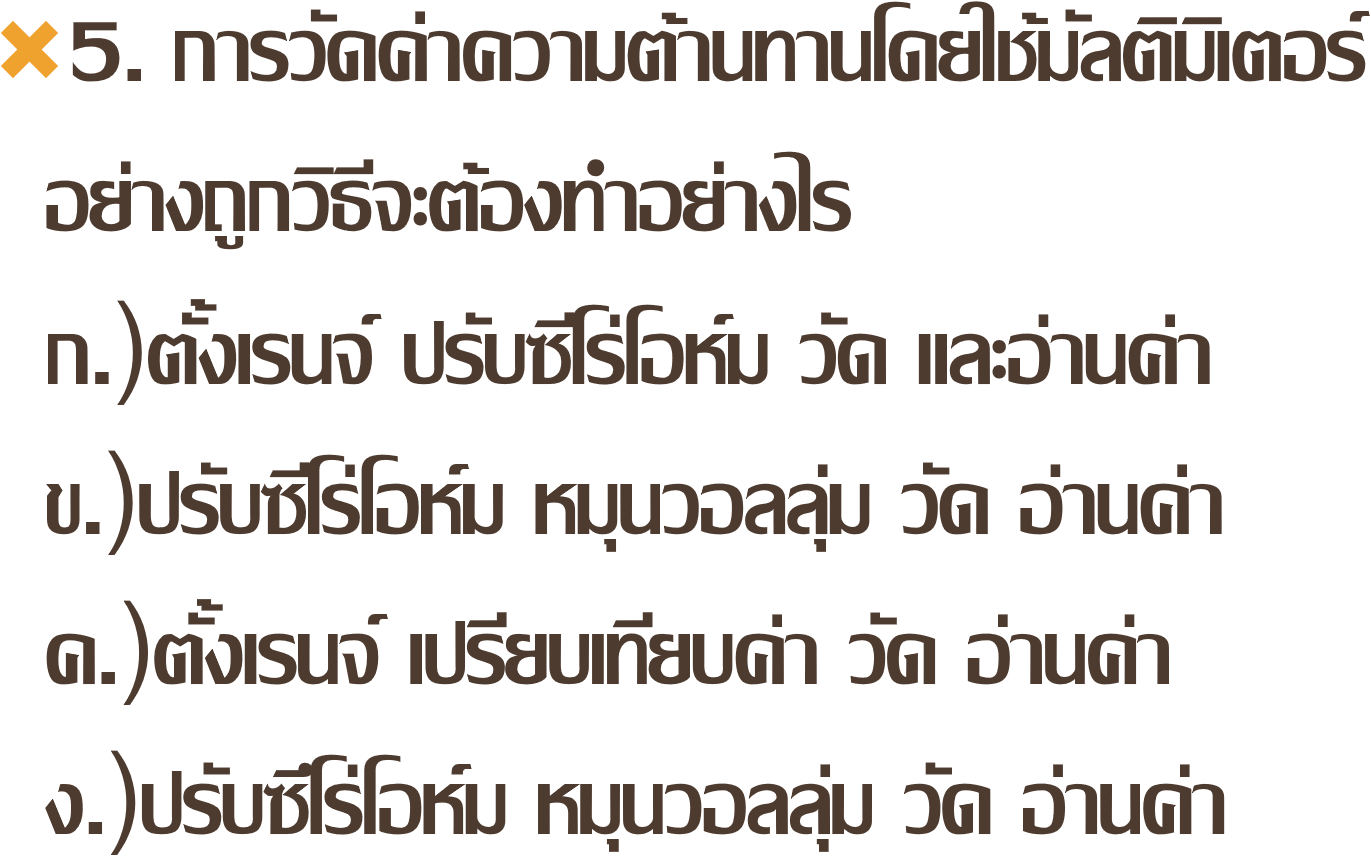 ✖5. การวัดค่าความต้านทานโดยใช้มัลติมิเตอร์
อย่างถูกวิธีจะต้องทำอย่างไร
ก.)ตั้งเรนจ์ ปรับซีโร่โอห์ม วัด และอ่านค่า
ข.)ปรับซีโร่โอห์ม หมุนวอลลุ่ม วัด อ่านค่า
ค.)ตั้งเรนจ์ เปรียบเทียบค่า วัด อ่านค่า
ง.)ปรับซึโร่โอห์ม หมุนวอลลุ่ม วัด อ่านค่า